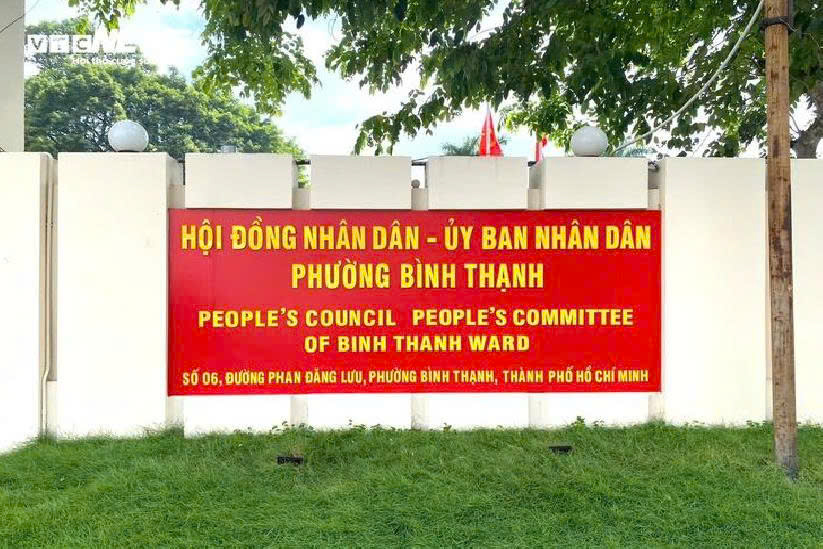 HỘI ĐỒNG NHÂN DÂN - ỦY BAN NHÂN DÂN
PHƯỜNG BÌNH THẠNH
PEOPLE'S COUNCIL PEOPLE'S COMMITTEE
OF BINH THANH WARD
SỐ 06, ĐƯỜNG PHAN ĐĂNG LƯU, PHƯỜNG BÌNH THẠNH, THÀNH PHỐ HỒ CHÍ MINH